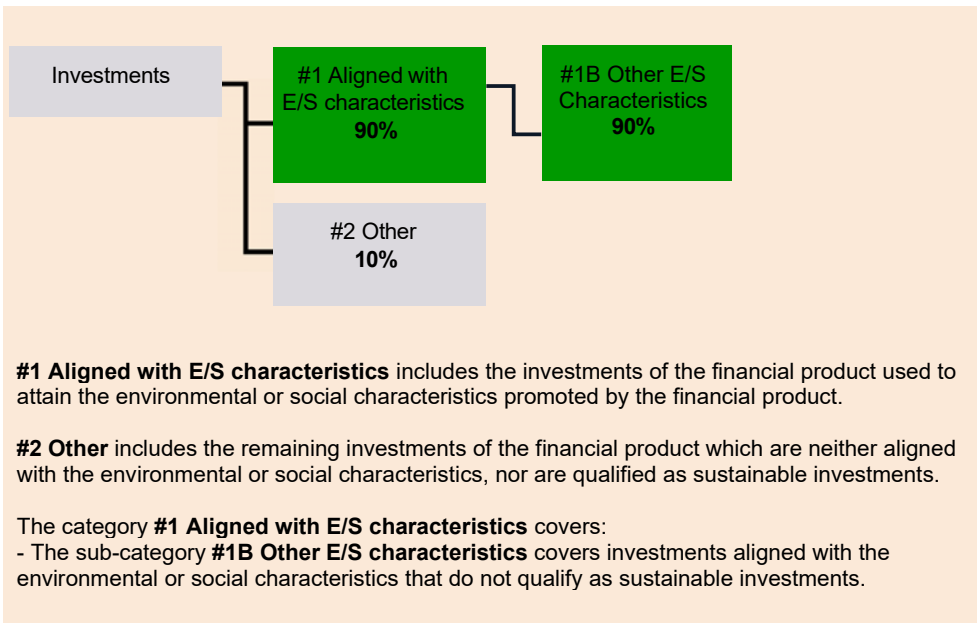 Investments
#1 Aligned with
E/S characteristics
90%
#1B Other E/S
Characteristics
90%
#2 Other
10%
#1 Aligned with E/S characteristics includes the investments of the financial product used to
attain the environmental or social characteristics promoted by the financial product.
#2 Other includes the remaining investments of the financial product which are neither aligned
with the environmental or social characteristics, nor are qualified as sustainable investments.
The category #1 Aligned with E/S characteristics covers:
- The sub-category #1B Other E/S characteristics covers investments aligned with the
environmental or social characteristics that do not qualify as sustainable investments.